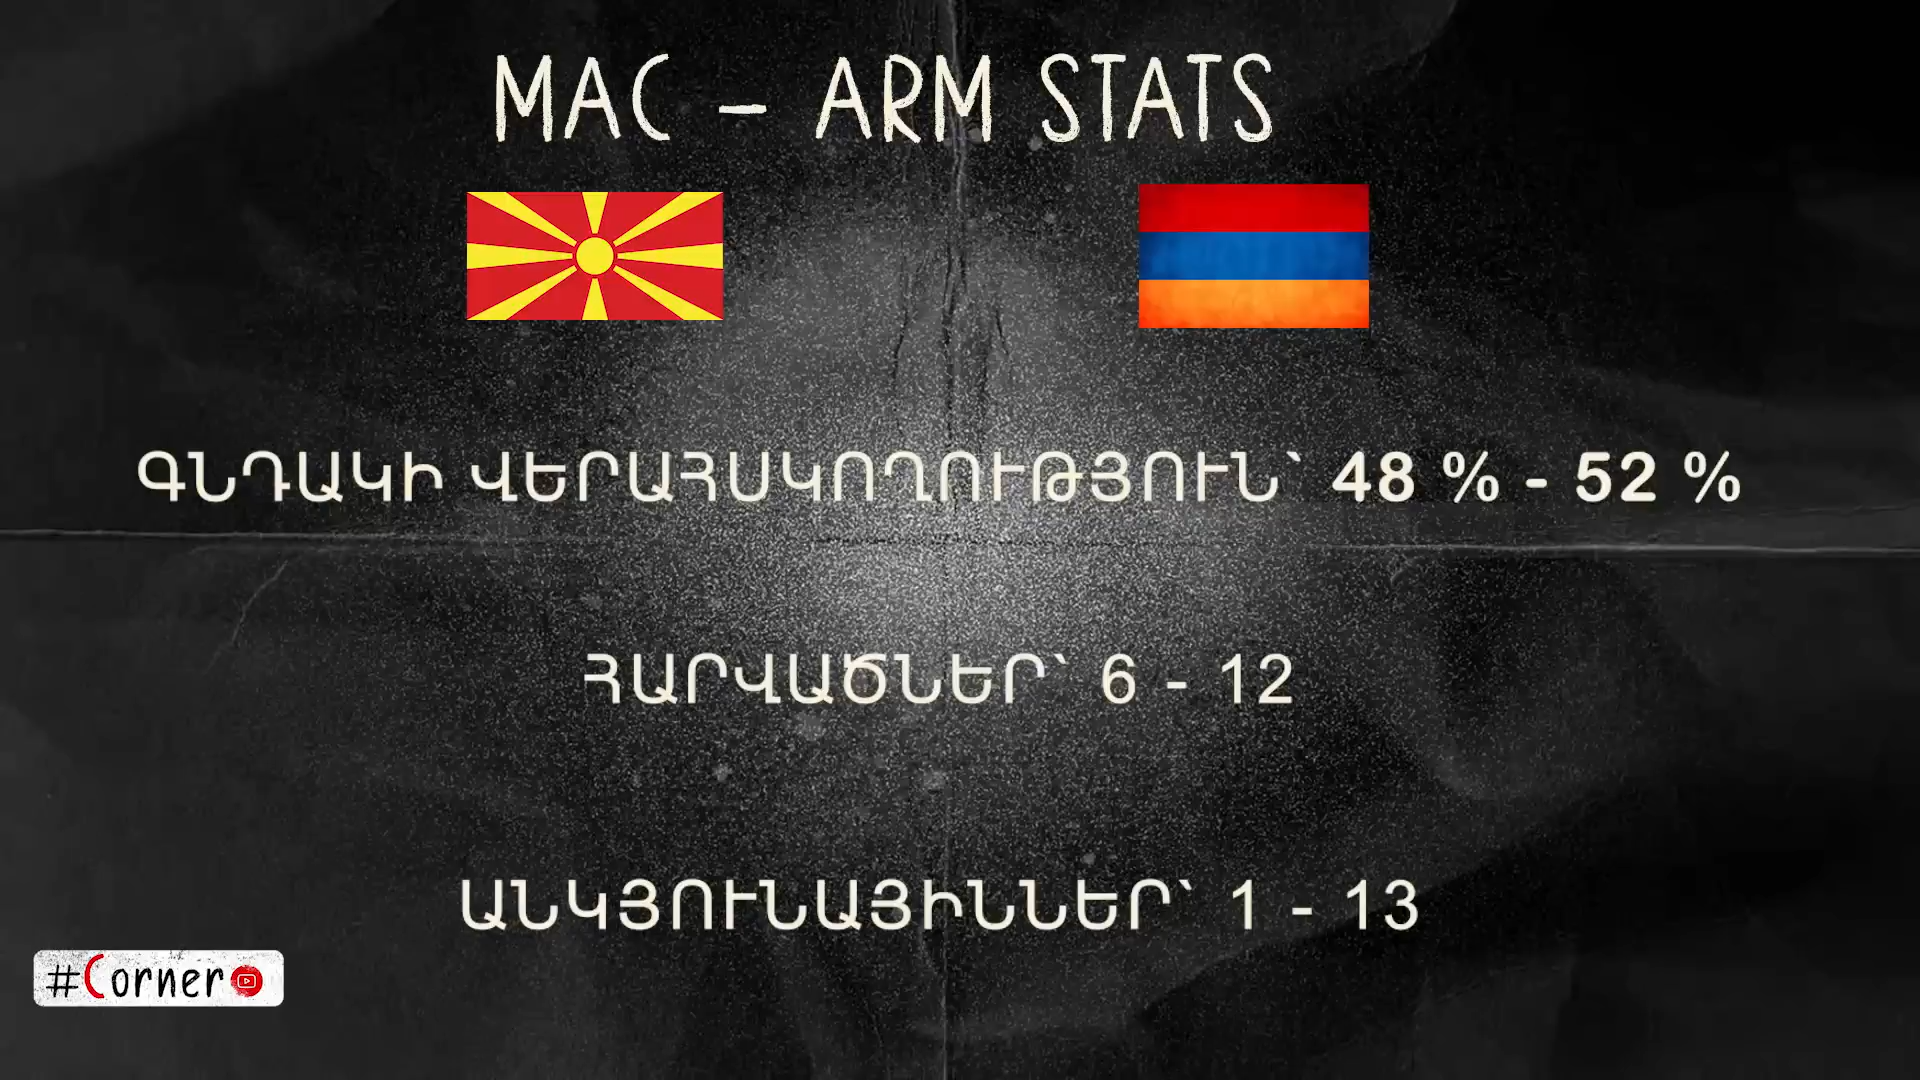 MAC – ARM STATS
ԳՆԴԱԿԻ ՎԵՐԱՀՍԿՈՂՈՒԹՅՈՒՆ՝ 48 % - 52 %
ՀԱՐՎԱԾՆԵՐ՝ 6 - 12
ԱՆԿՅՈՒՆԱՅԻՆՆԵՐ՝ 1 - 13
#Corner